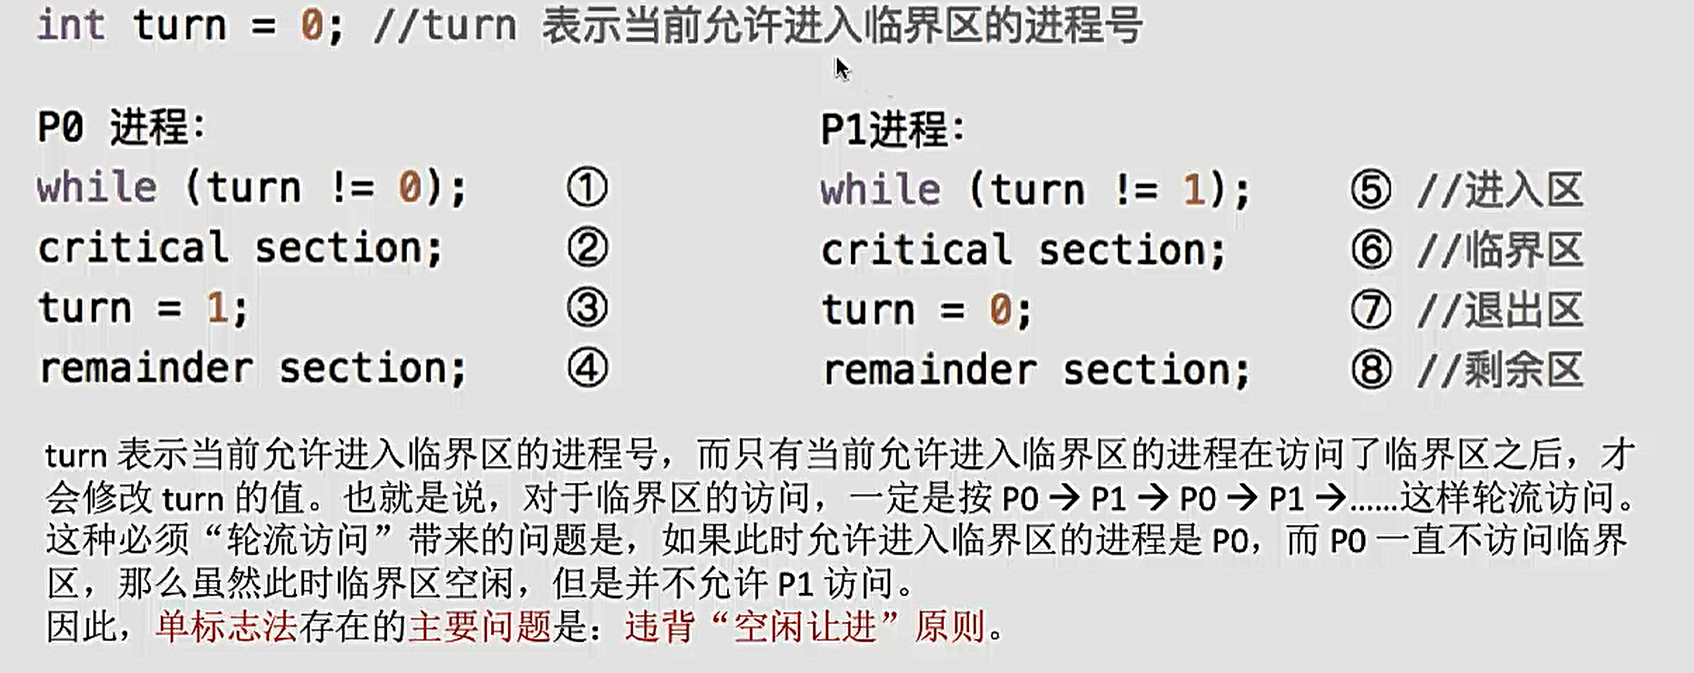 int turn = 0; //turn 表示当前允许进入临界区的进程号
P0 进程：
while (turn != 0); ①
critical section; ②
turn = 1; ③
remainder section; ④
P1进程：
while (turn != 1); ⑤ //进入区
critical section; ⑥ //临界区
turn = 0; ⑦ //退出区
remainder section; ⑧ //剩余区
turn 表示当前允许进入临界区的进程号，而只有当前允许进入临界区的进程在访问了临界区之后，才
会修改 turn 的值。也就是说，对于临界区的访问，一定是按 P0 → P1 → P0 → P1 →……这样轮流访问。
这种必须“轮流访问”带来的问题是，如果此时允许进入临界区的进程是 P0，而 P0 一直不访问临界
区，那么虽然此时临界区空闲，但是并不允许 P1 访问。
因此，单标志法存在的主要问题是：违背“空闲让进”原则。